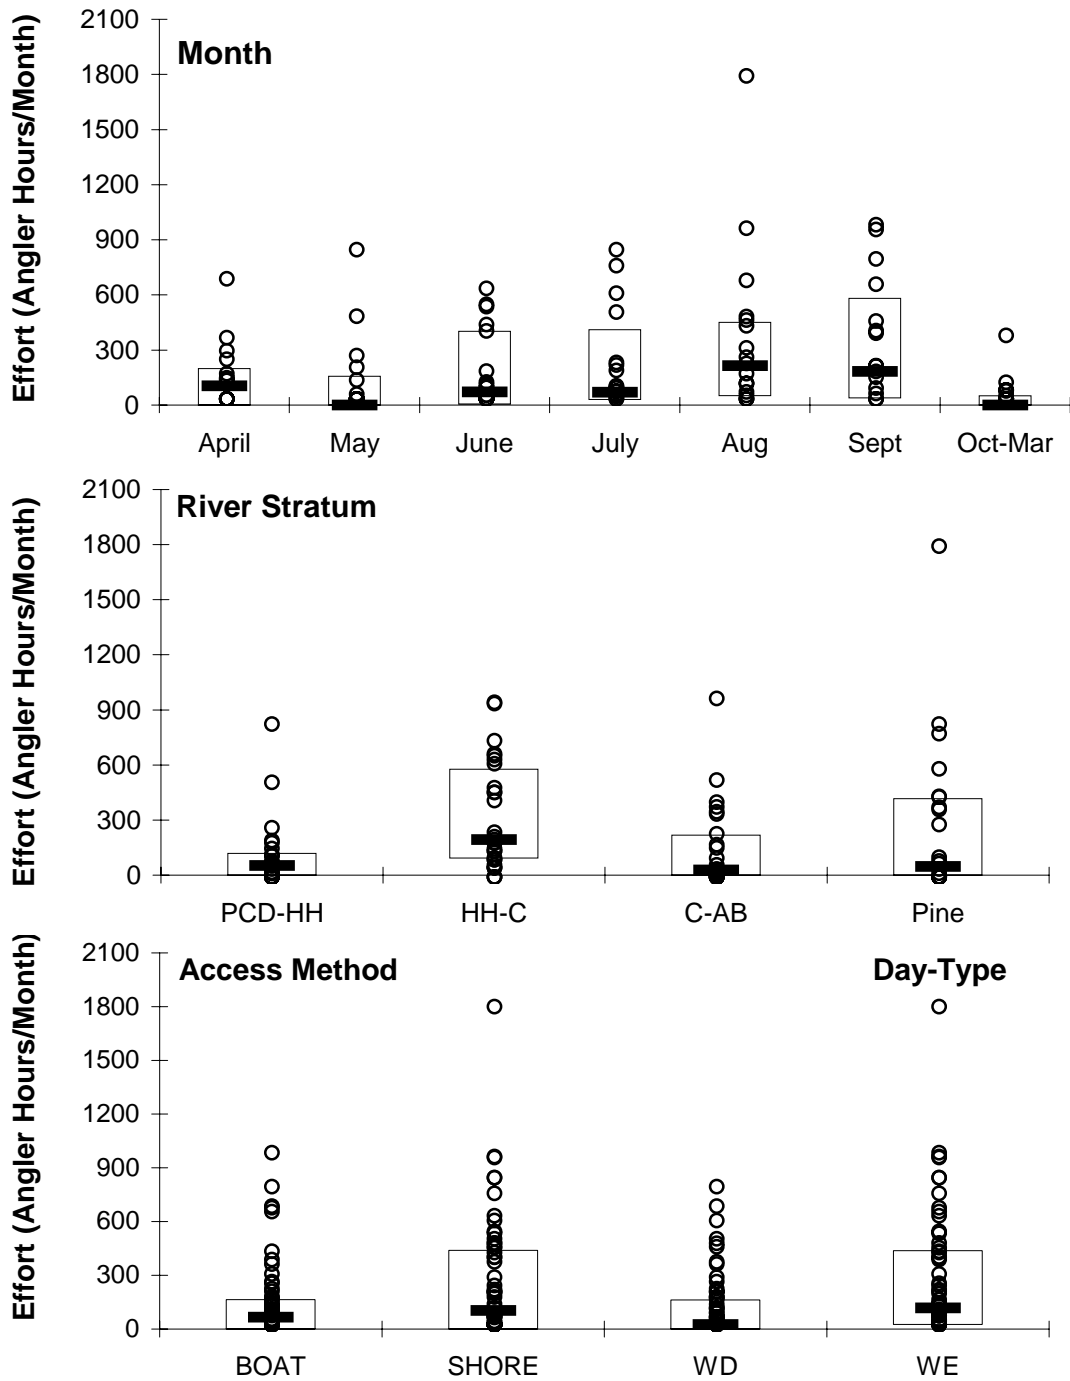 Effort (Angler Hours/Month)
Month
2100
1800
1500
1200
900
600
300
0
April May June July Aug Sept Oct-Mar
Effort (Angler Hours/Month)
River Stratum
2100
1800
1500
1200
900
600
300
0
PCD-HH HH-C C-AB Pine
Effort (Angler Hours/Month)
Access Method Day-Type
2100
1800
1500
1200
900
600
300
0
BOAT SHORE WD WE